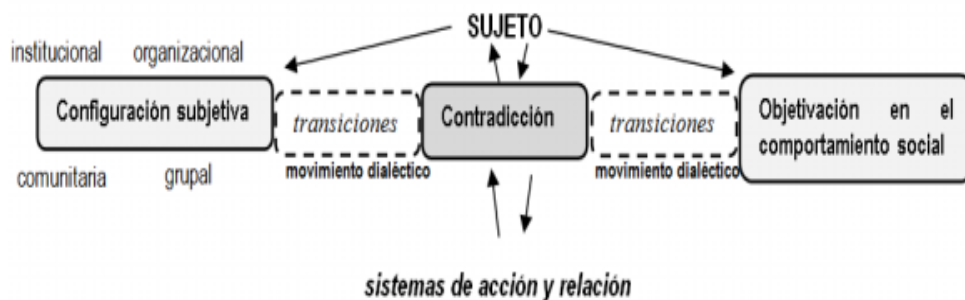 SUJETO
institucional organizacional
Configuración subjetiva
transiciones
Contradicción
transiciones
Objetivación en el
comportamiento social
comunitaria grupal
movimiento dialéctico
movimiento dialéctico
sistemas de acción y relación